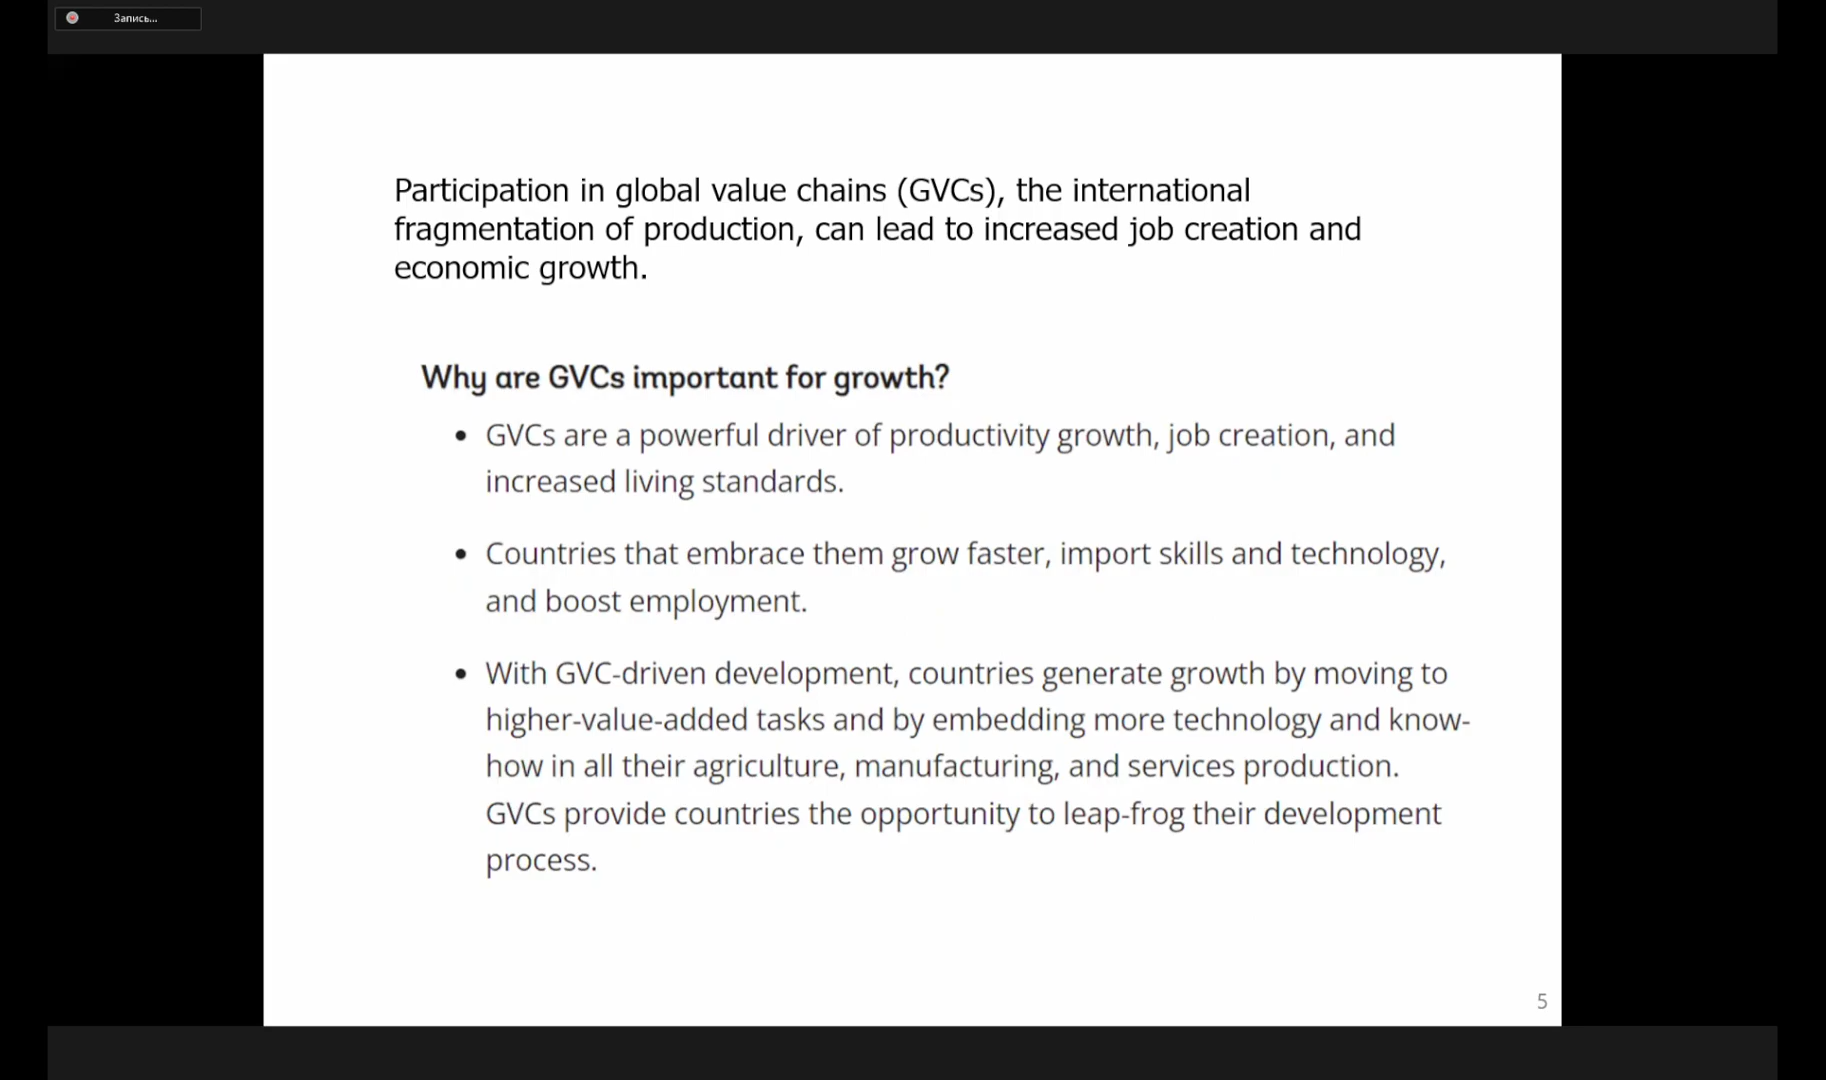 Запись...
Participation in global value chains (GVCs), the international
fragmentation of production, can lead to increased job creation and
economic growth.
Why are GVCs important for growth?
• GVCs are a powerful driver of productivity growth, job creation, and
increased living standards.
• Countries that embrace them grow faster, import skills and technology,
and boost employment.
• With GVC-driven development, countries generate growth by moving to
higher-value-added tasks and by embedding more technology and know-
how in all their agriculture, manufacturing, and services production.
GVCs provide countries the opportunity to leap-frog their development
process.
5